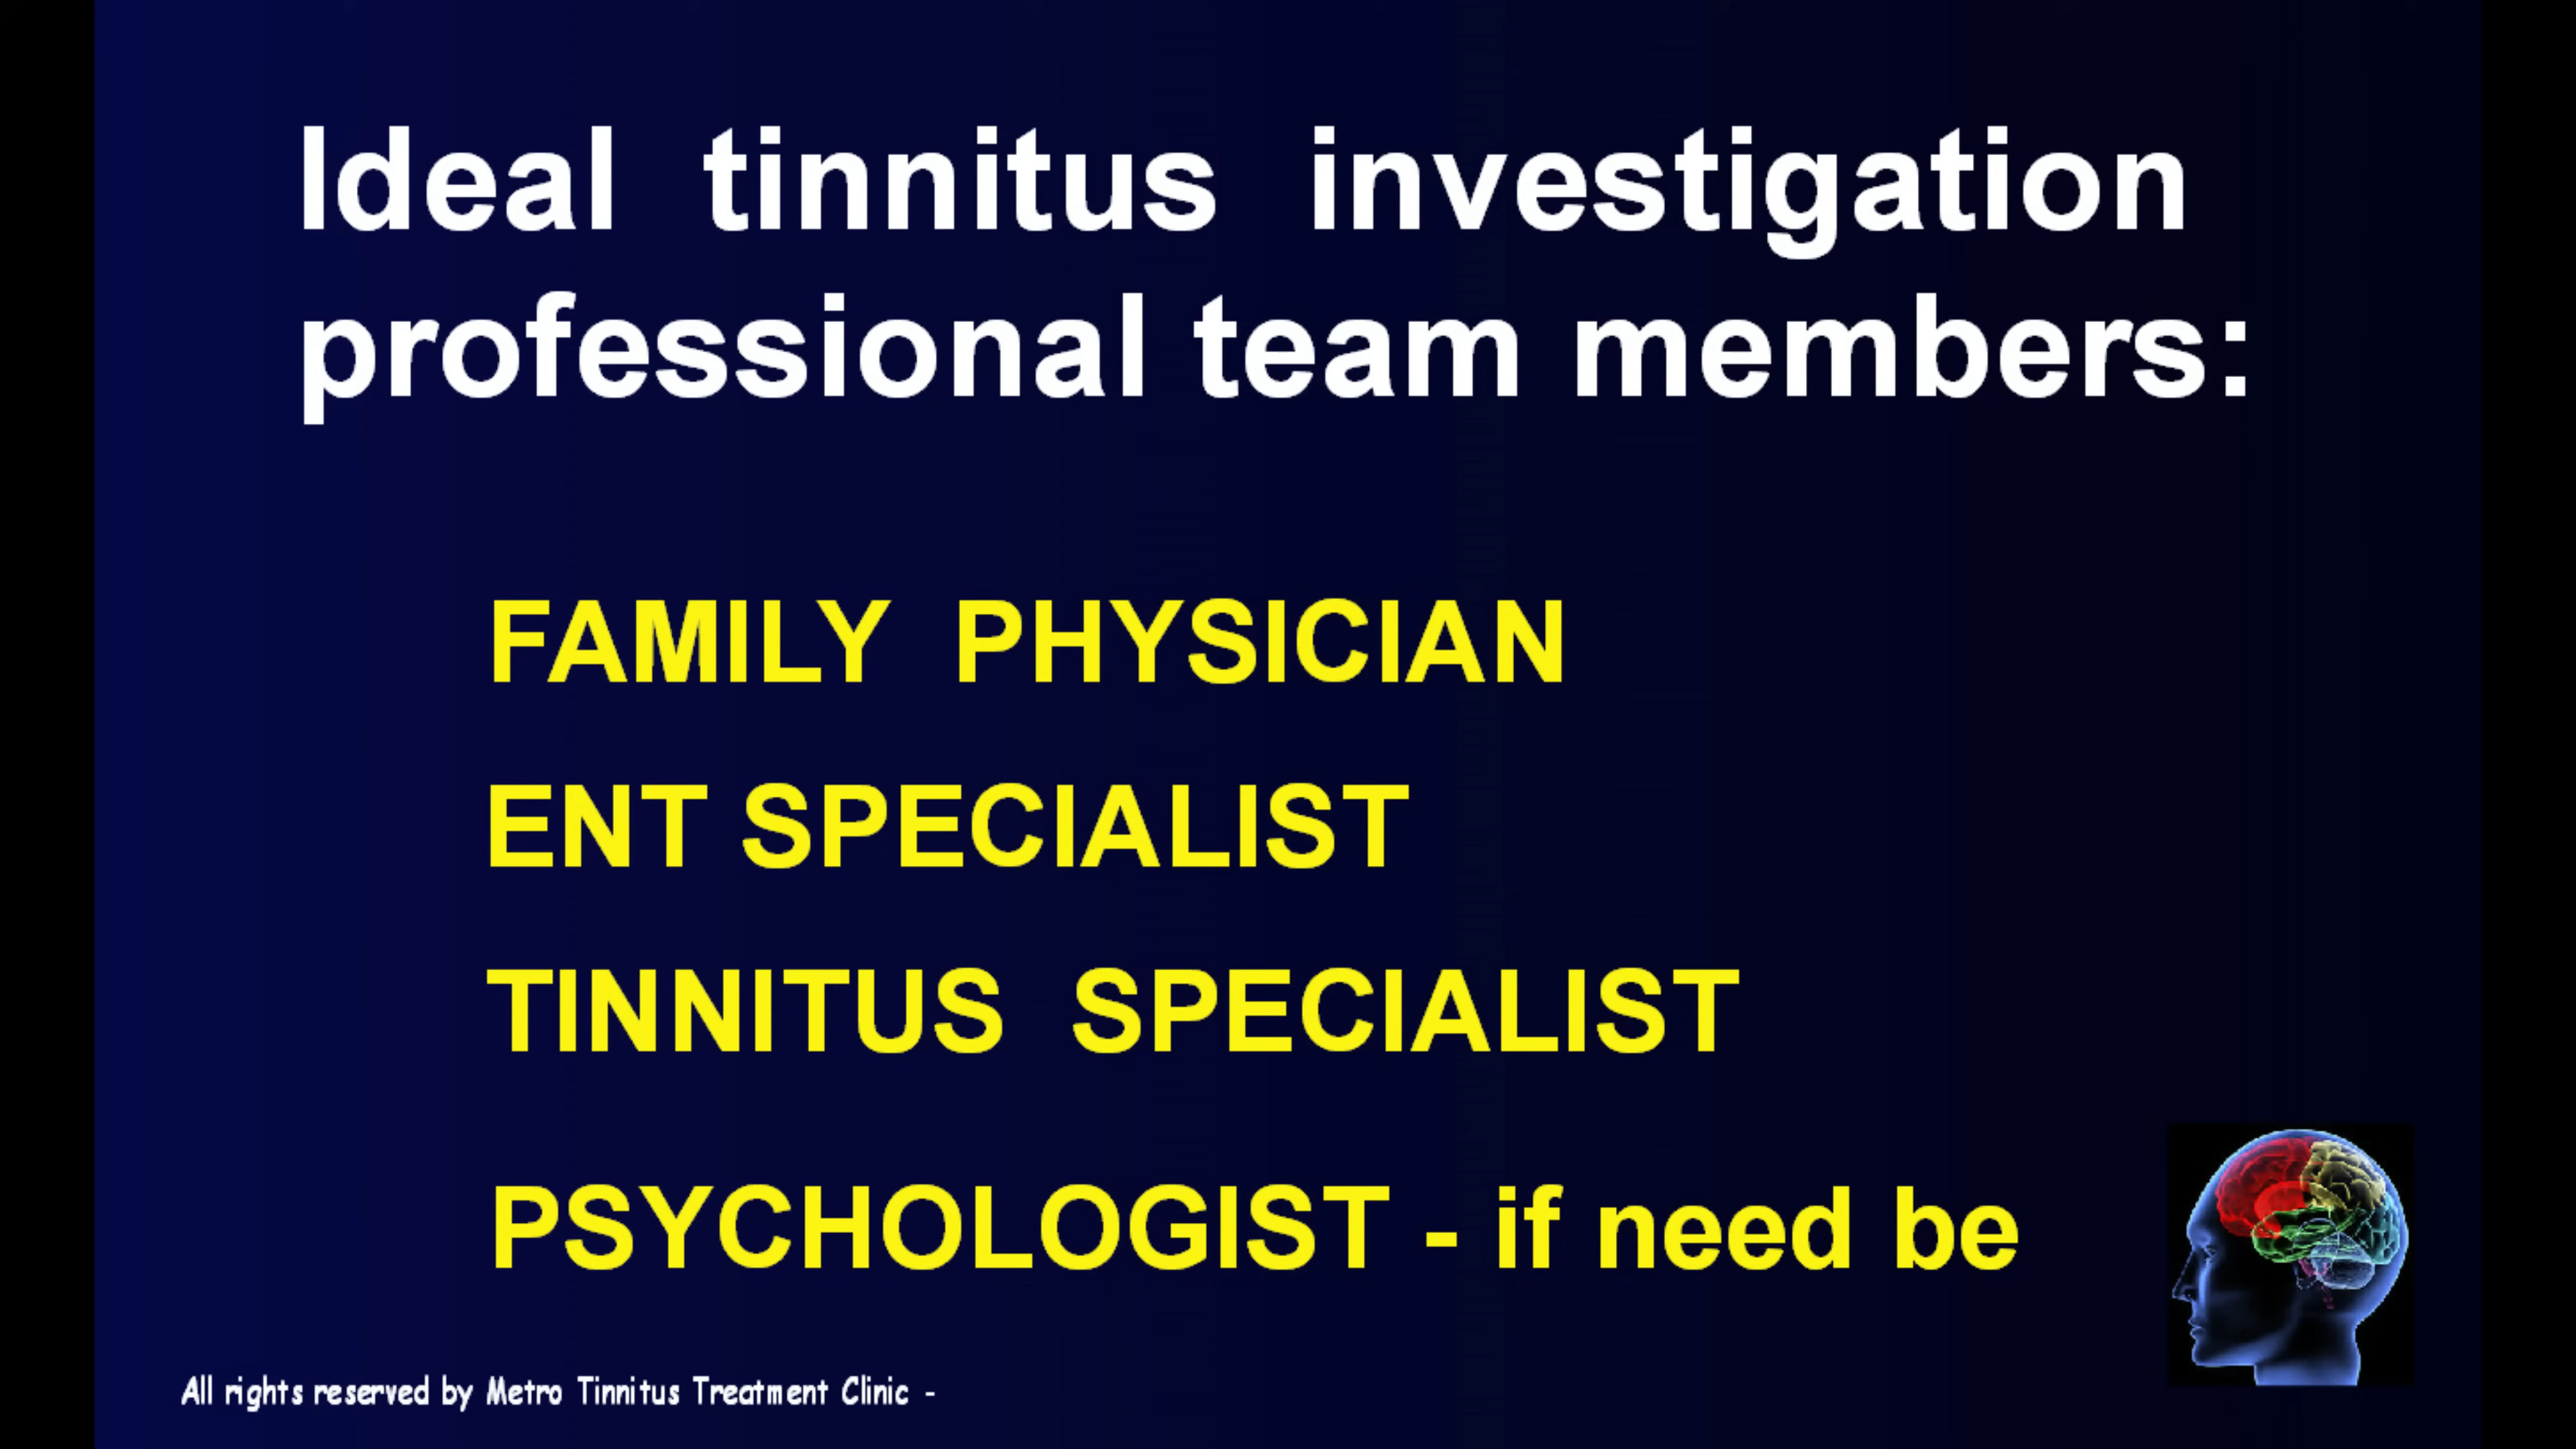 Ideal tinnitus investigation
professional team members:
FAMILY PHYSICIAN
ENT SPECIALIST
TINNITUS SPECIALIST
PSYCHOLOGIST - if need be
All rights reserved by Metro Tinnitus Treatment Clinic -